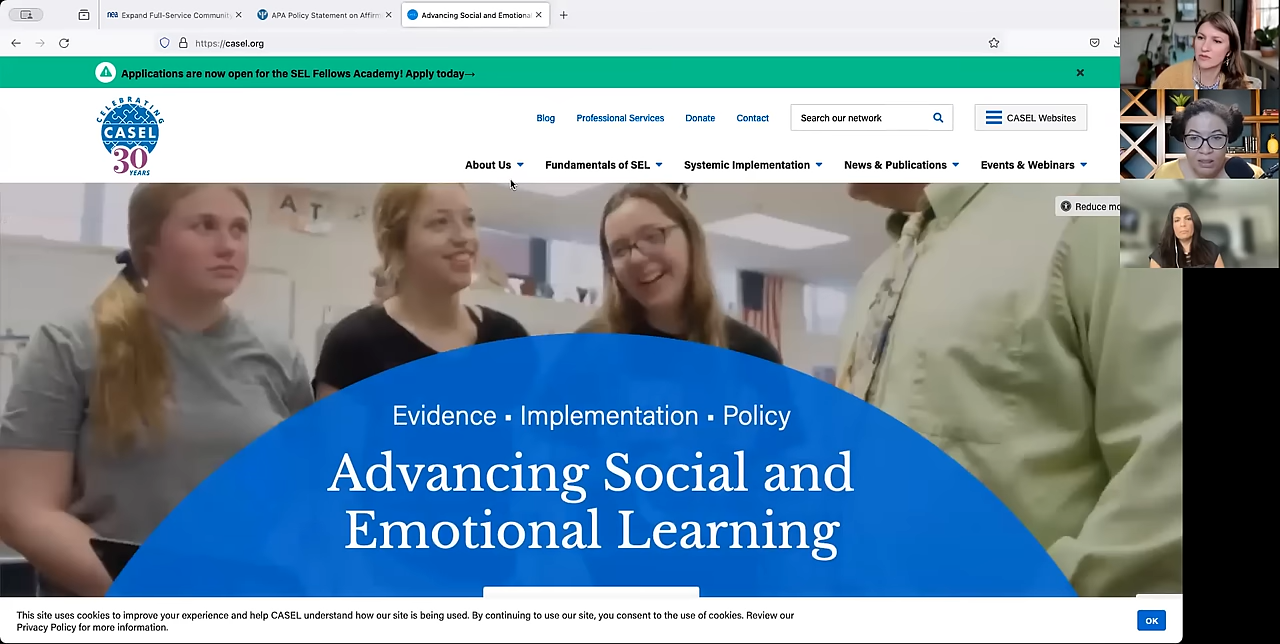 nea Expand Full-Service Community
APA Policy Statement on Affirm
Advancing Social and Emotiona
https://casel.org
Applications are now open for the SEL Fellows Academy! Apply today→
CELEBRATING
CASEL
30
YEARS
Blog
Professional Services
Donate
Contact
Search our network
CASEL Websites
About Us
Fundamentals of SEL
Systemic Implementation
News & Publications
Events & Webinars
Reduce mo
A T
Evidence ▪ Implementation ▪ Policy
Advancing Social and
Emotional Learning
This site uses cookies to improve your experience and help CASEL understand how our site is being used. By continuing to use our site, you consent to the use of cookies. Review our
Privacy Policy for more information.
OK